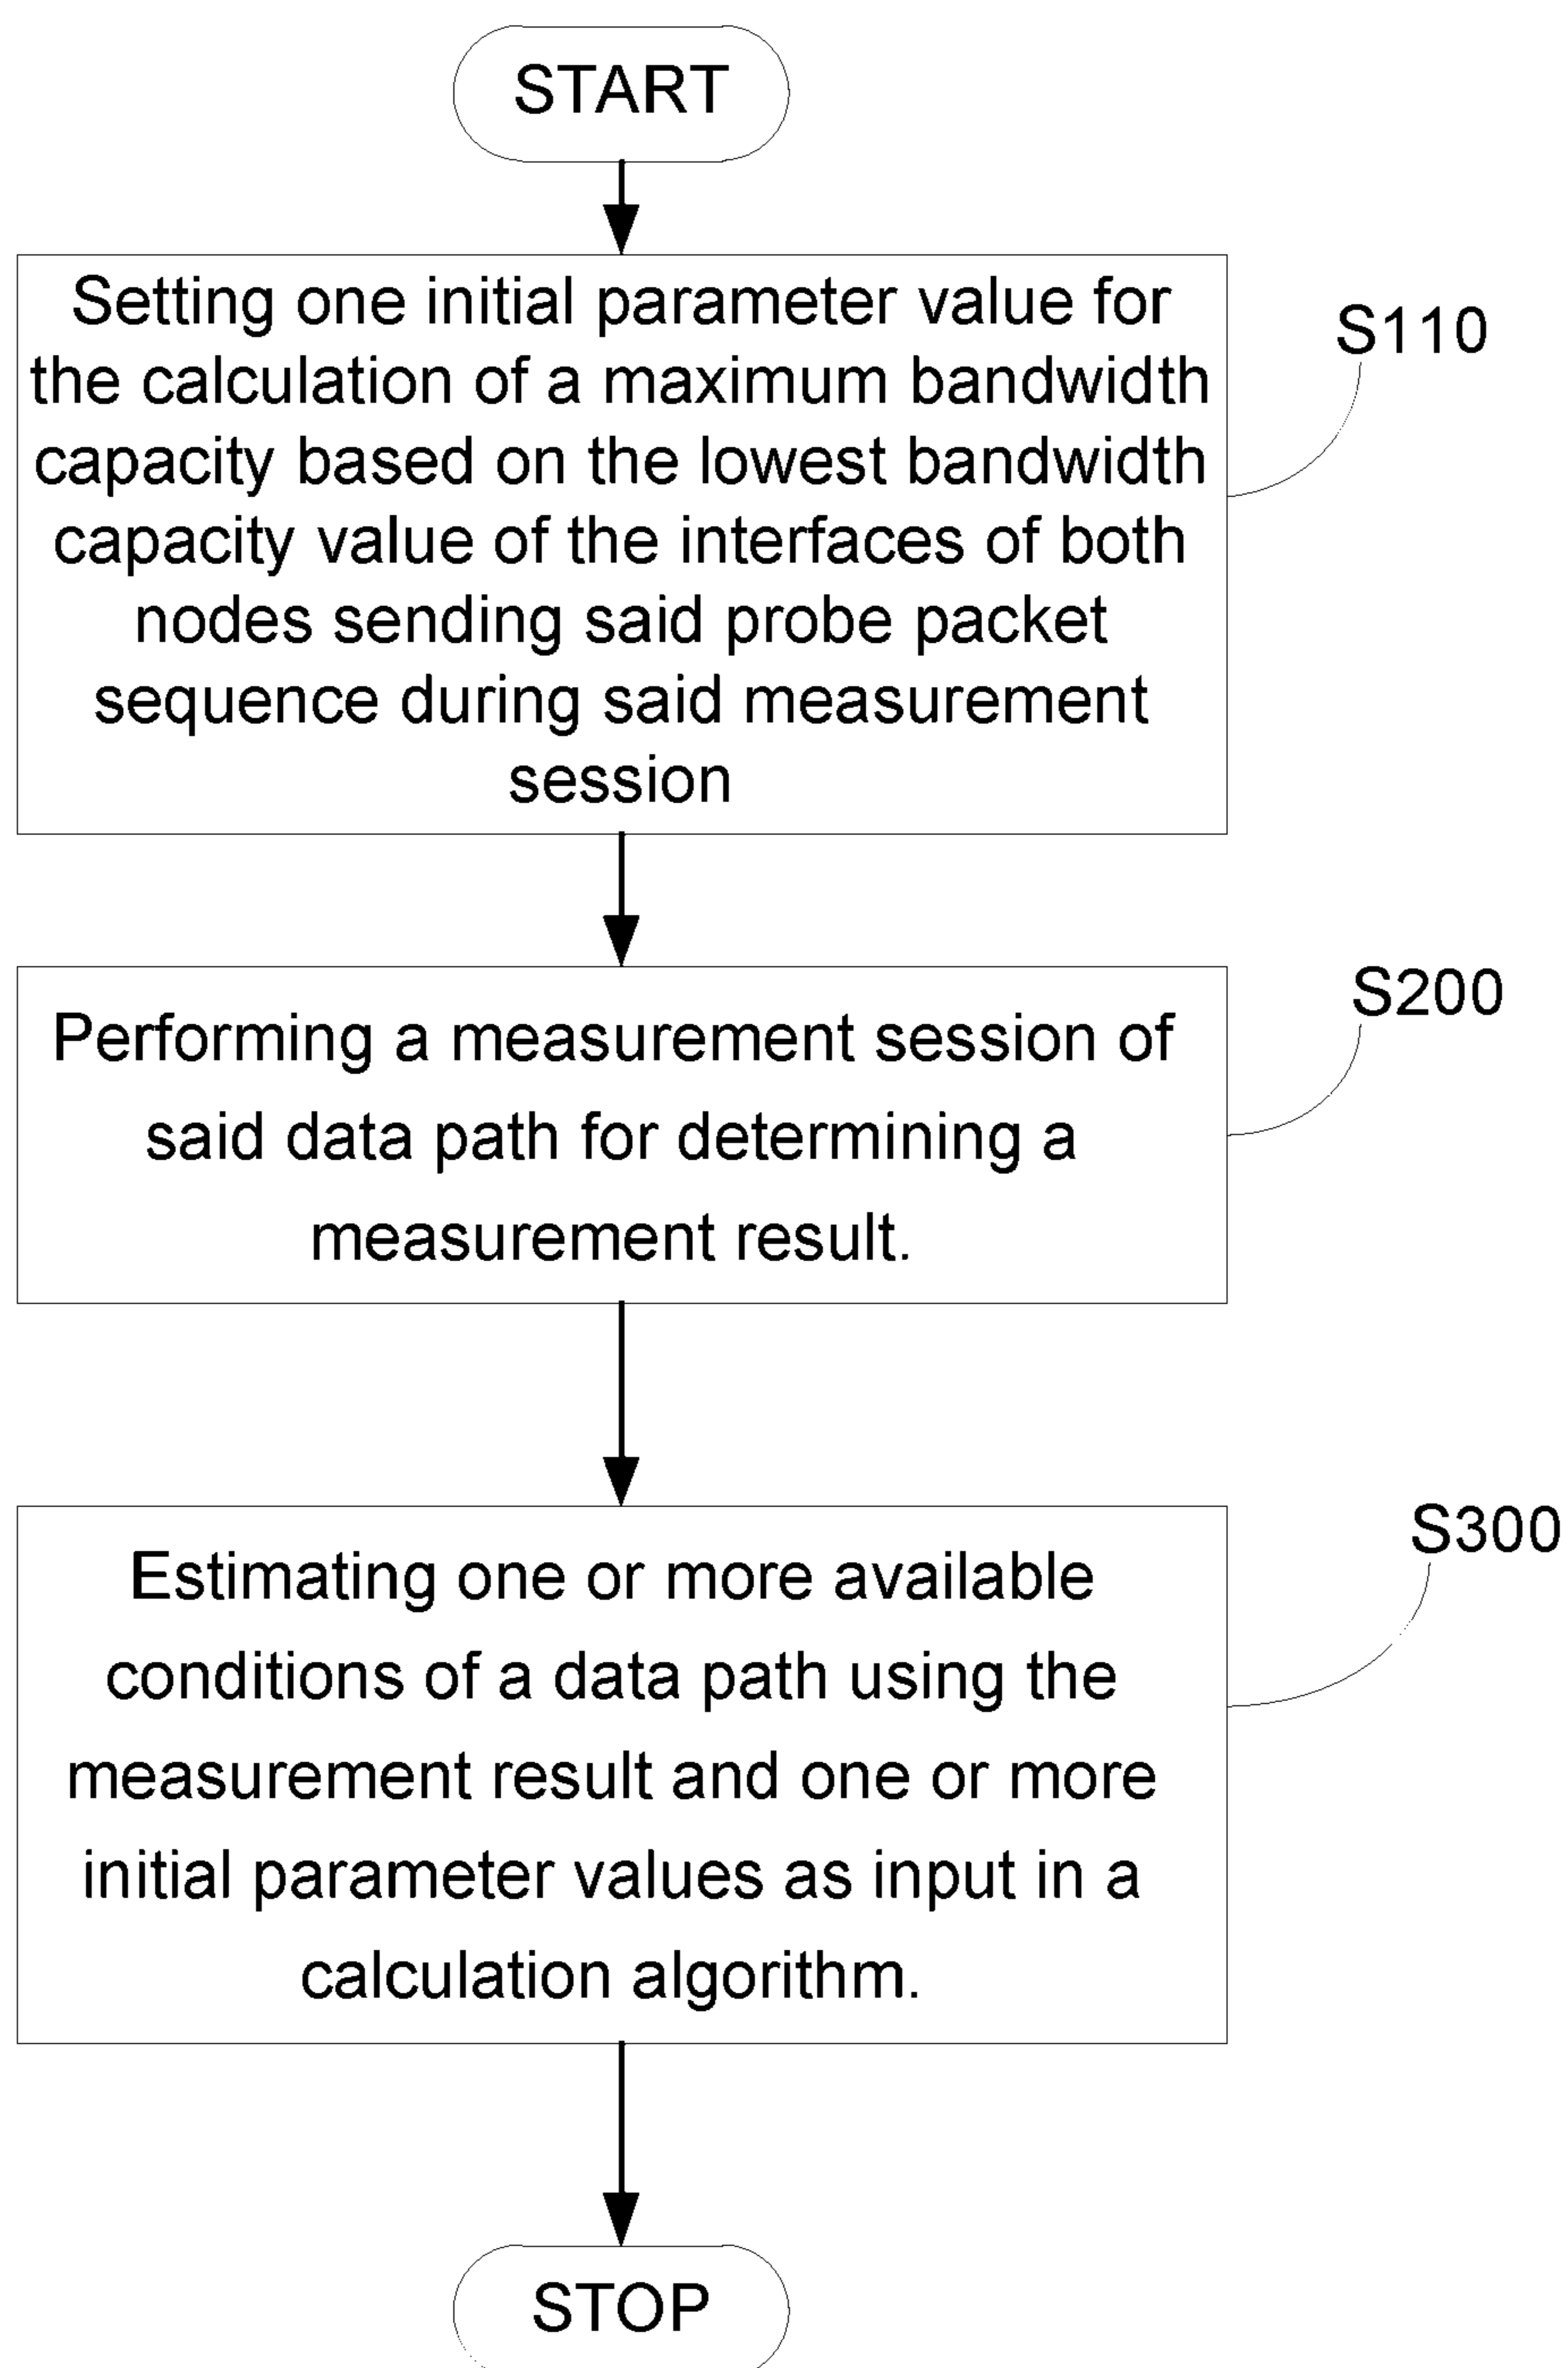 START
Setting one initial parameter value for
the calculation of a maximum bandwidth
capacity based on the lowest bandwidth
capacity value of the interfaces of both
nodes sending said probe packet
sequence during said measurement
session
S110
Performing a measurement session of
said data path for determining a
measurement result.
S200
Estimating one or more available
conditions of a data path using the
measurement result and one or more
initial parameter values as input in a
calculation algorithm.
S300
STOP